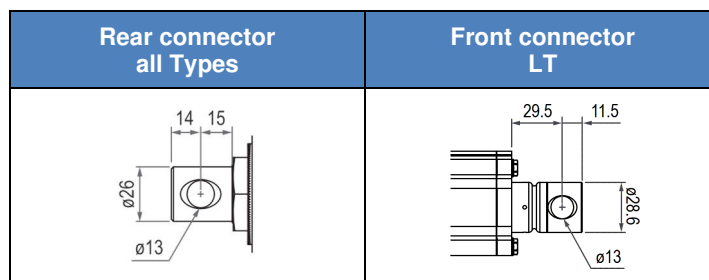 Rear connector
all Types
Front connector
LT
14 15
ø26
ø13
29.5 11.5
ø28.6
ø13